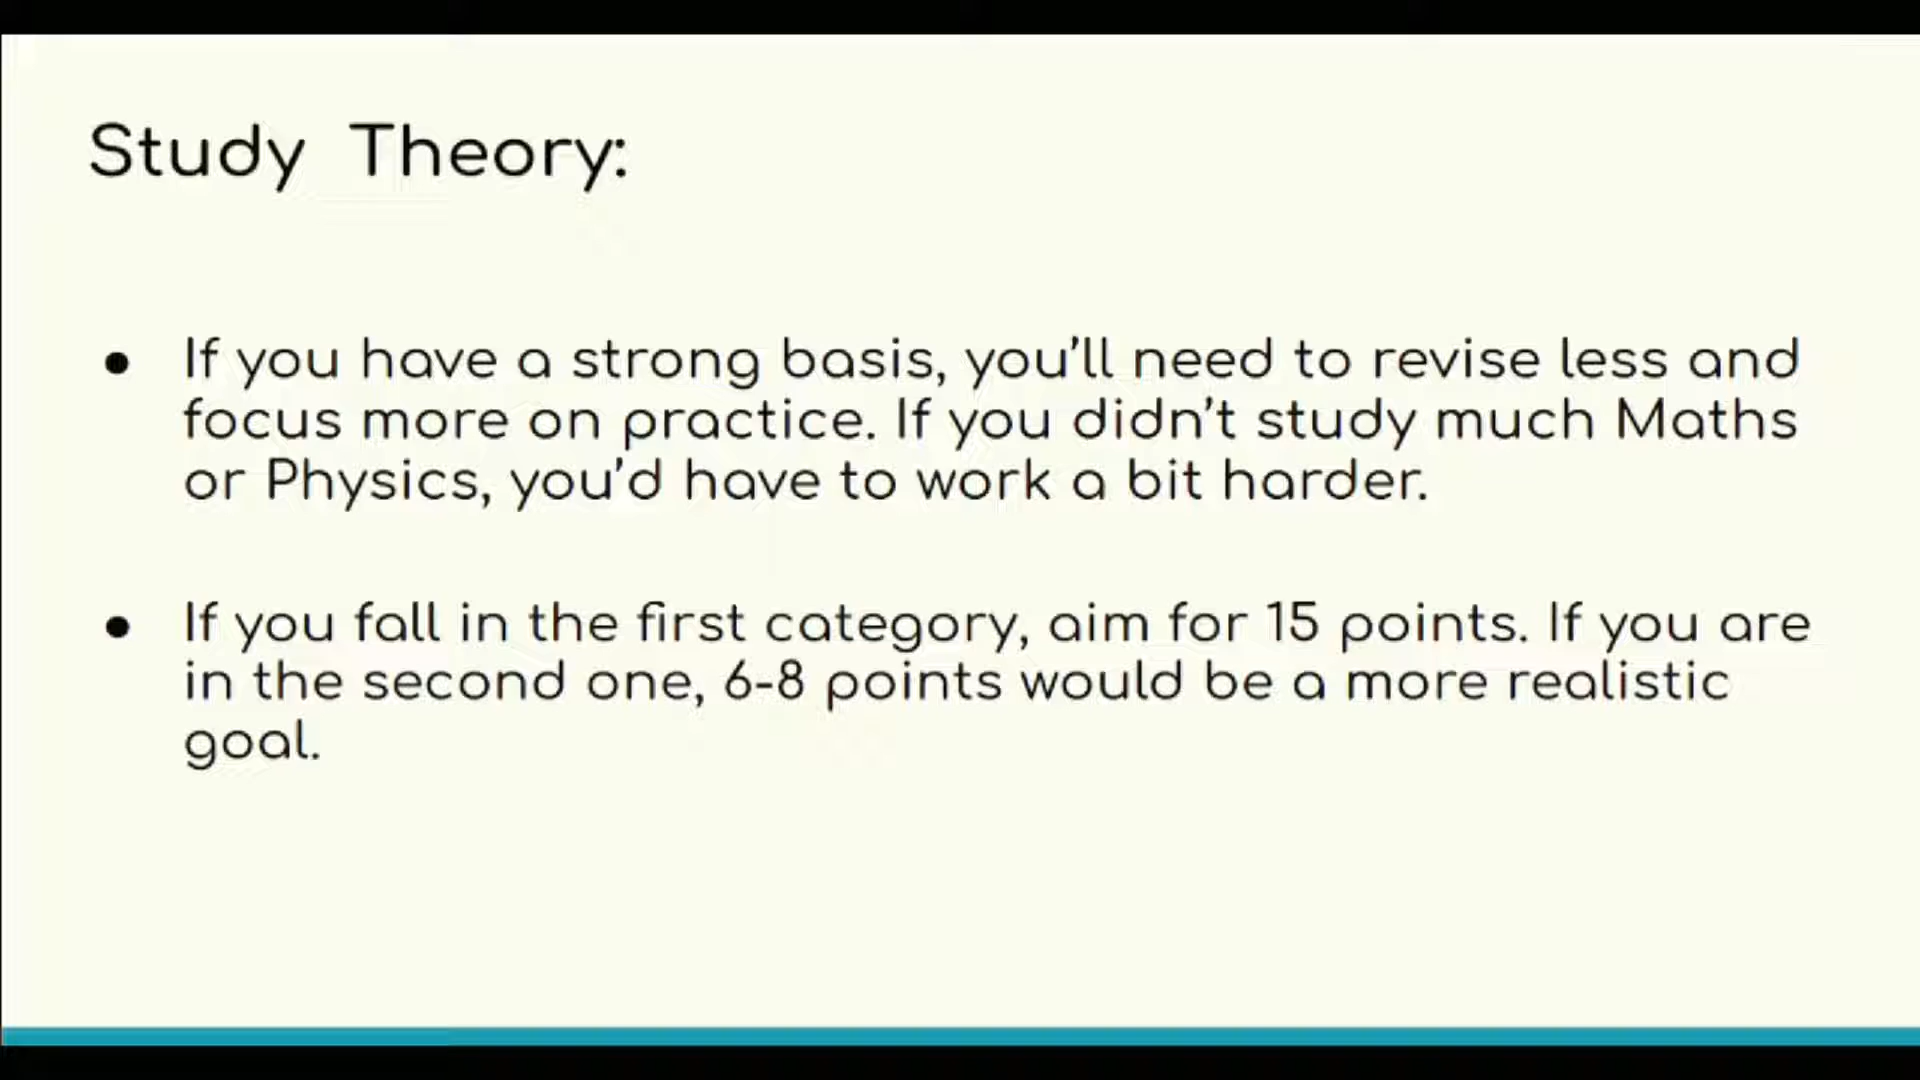 Study Theory:
● If you have a strong basis, you'll need to revise less and
focus more on practice. If you didn't study much Maths
or Physics, you'd have to work a bit harder.
● If you fall in the first category, aim for 15 points. If you are
in the second one, 6-8 points would be a more realistic
goal.